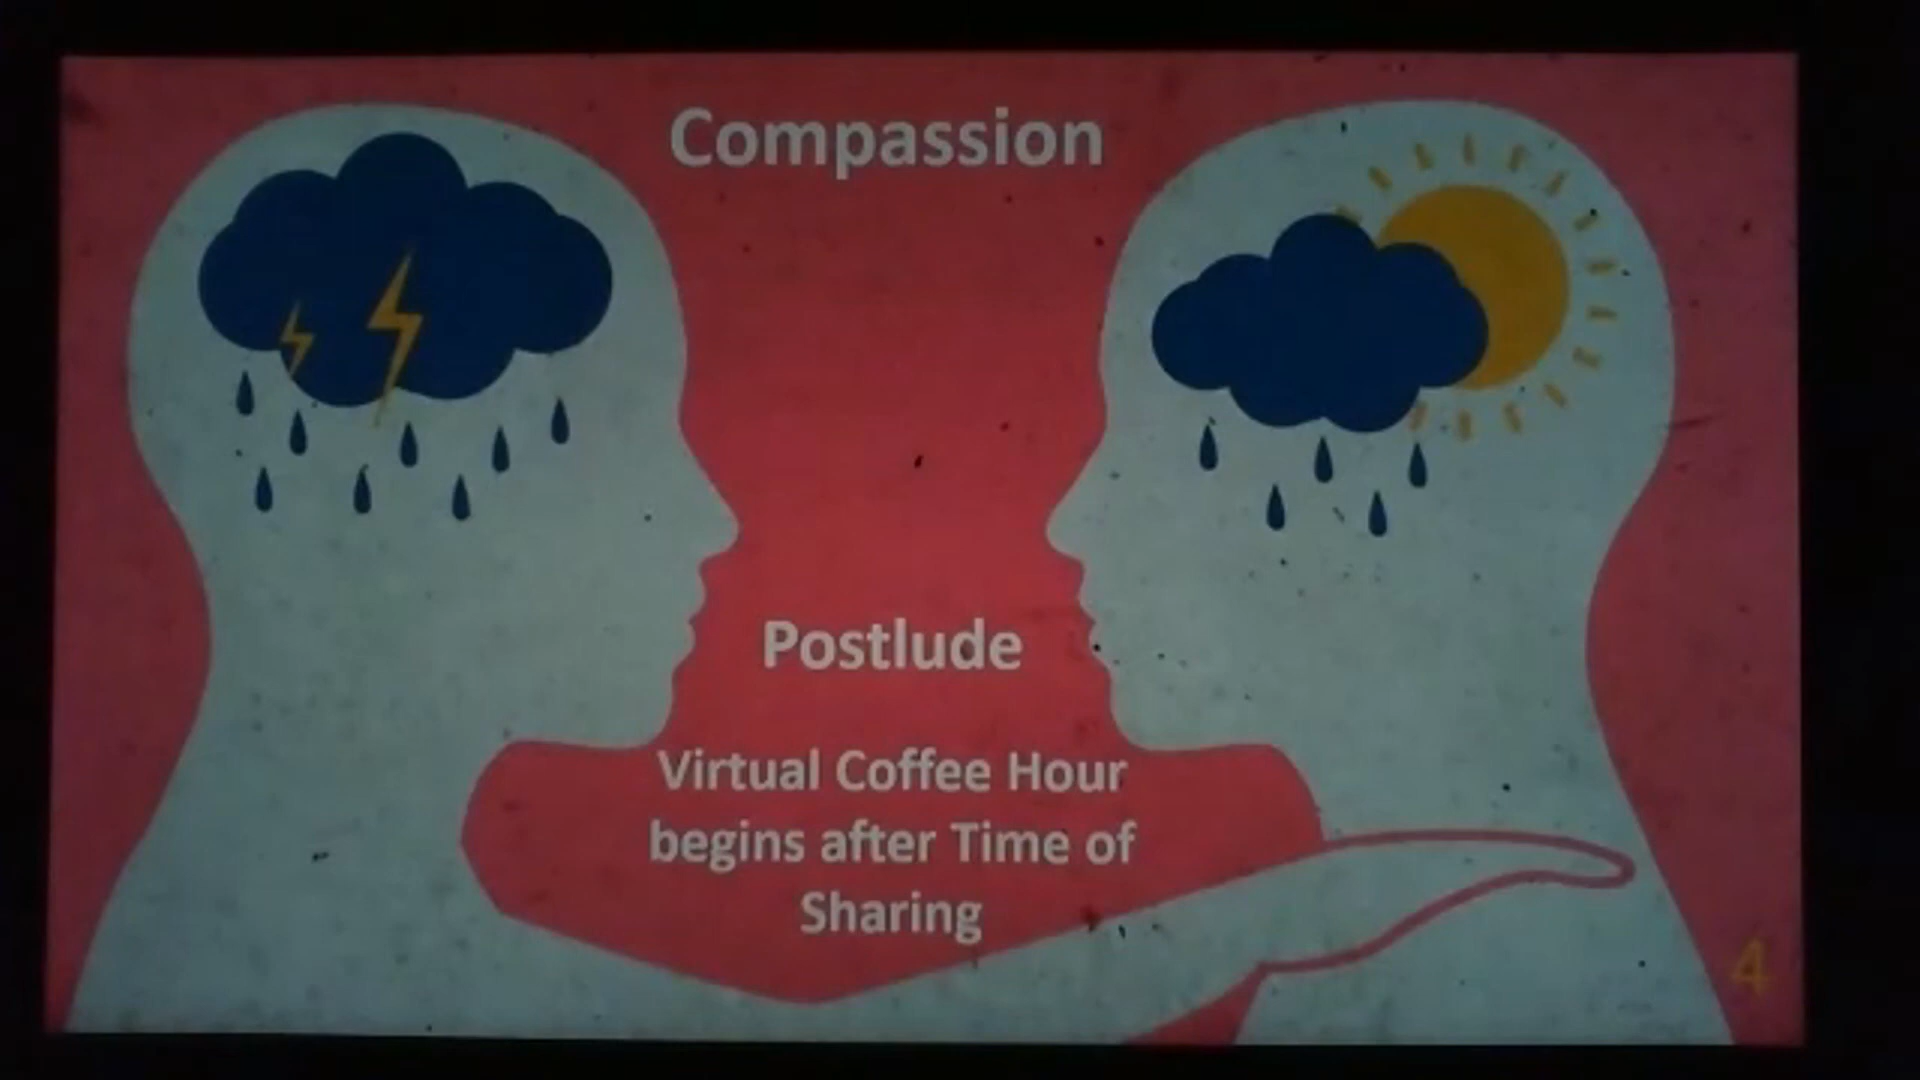 Compassion
Postlude
Virtual Coffee Hour
begins after Time of
Sharing
4